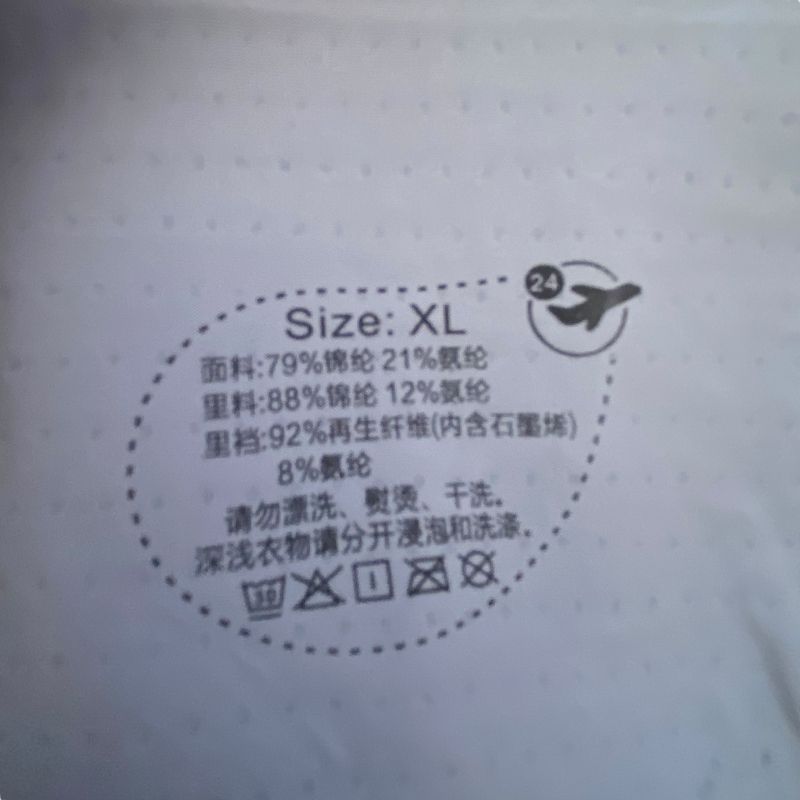 24
Size: XL
面料:79%锦纶 21%氨纶
里料:88%锦纶 12%氨纶
里裆:92%再生纤维(内含石墨烯)
8%氨纶
请勿漂洗、熨烫、干洗。
深浅衣物请分开浸泡和洗涤。
30